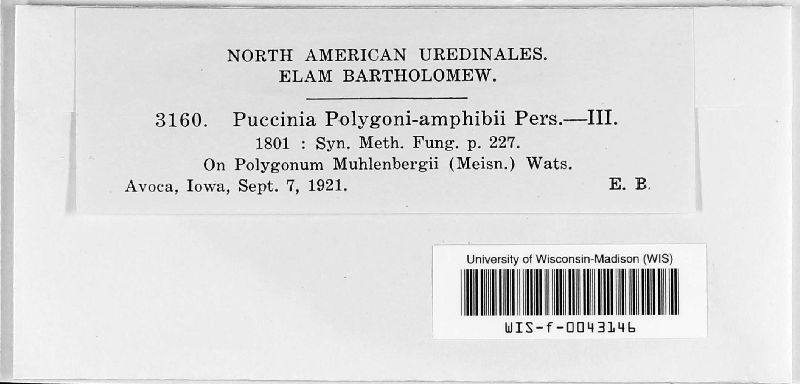 NORTH AMERICAN UREDINALES.
ELAM BARTHOLOMEW.
3160. Puccinia Polygoni-amphibii Pers.—III.
1801 : Syn. Meth. Fung. p. 227.
On Polygonum Muhlenbergii (Meisn.) Wats.
Avoca, Iowa, Sept. 7, 1921. E. B.
University of Wisconsin-Madison (WIS)
WIS-f-0043146